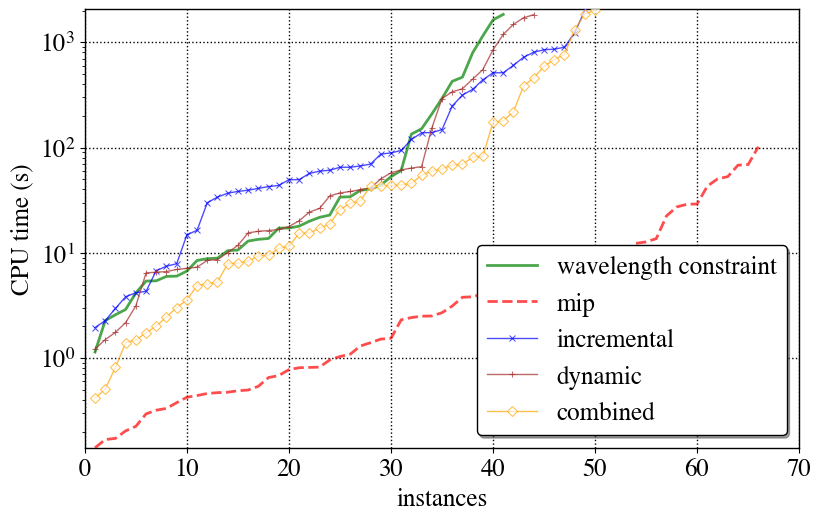 10³
10²
10¹
10⁰
CPU time (s)
0 10 20 30 40 50 60 70
instances
wavelength constraint
mip
incremental
dynamic
combined